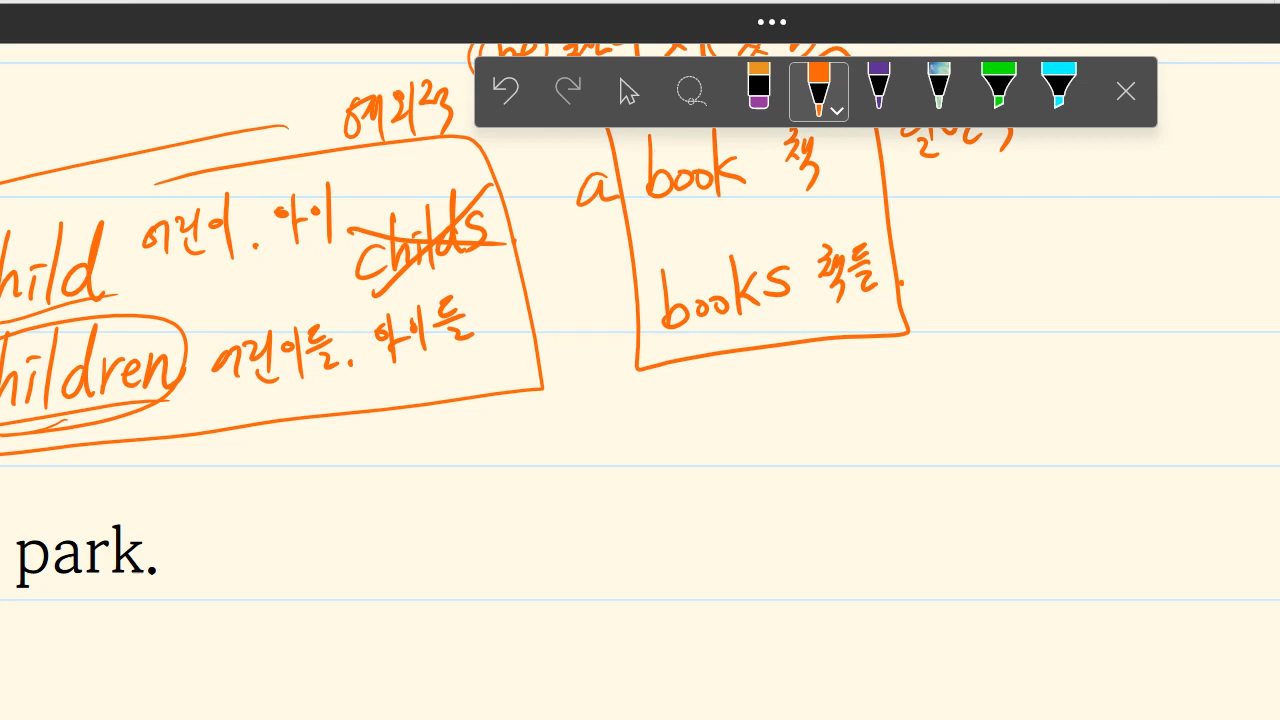 예외적
a book 책
child 어린이. 아이 childs
books 책들.
children 어린이들. 아이들
park.